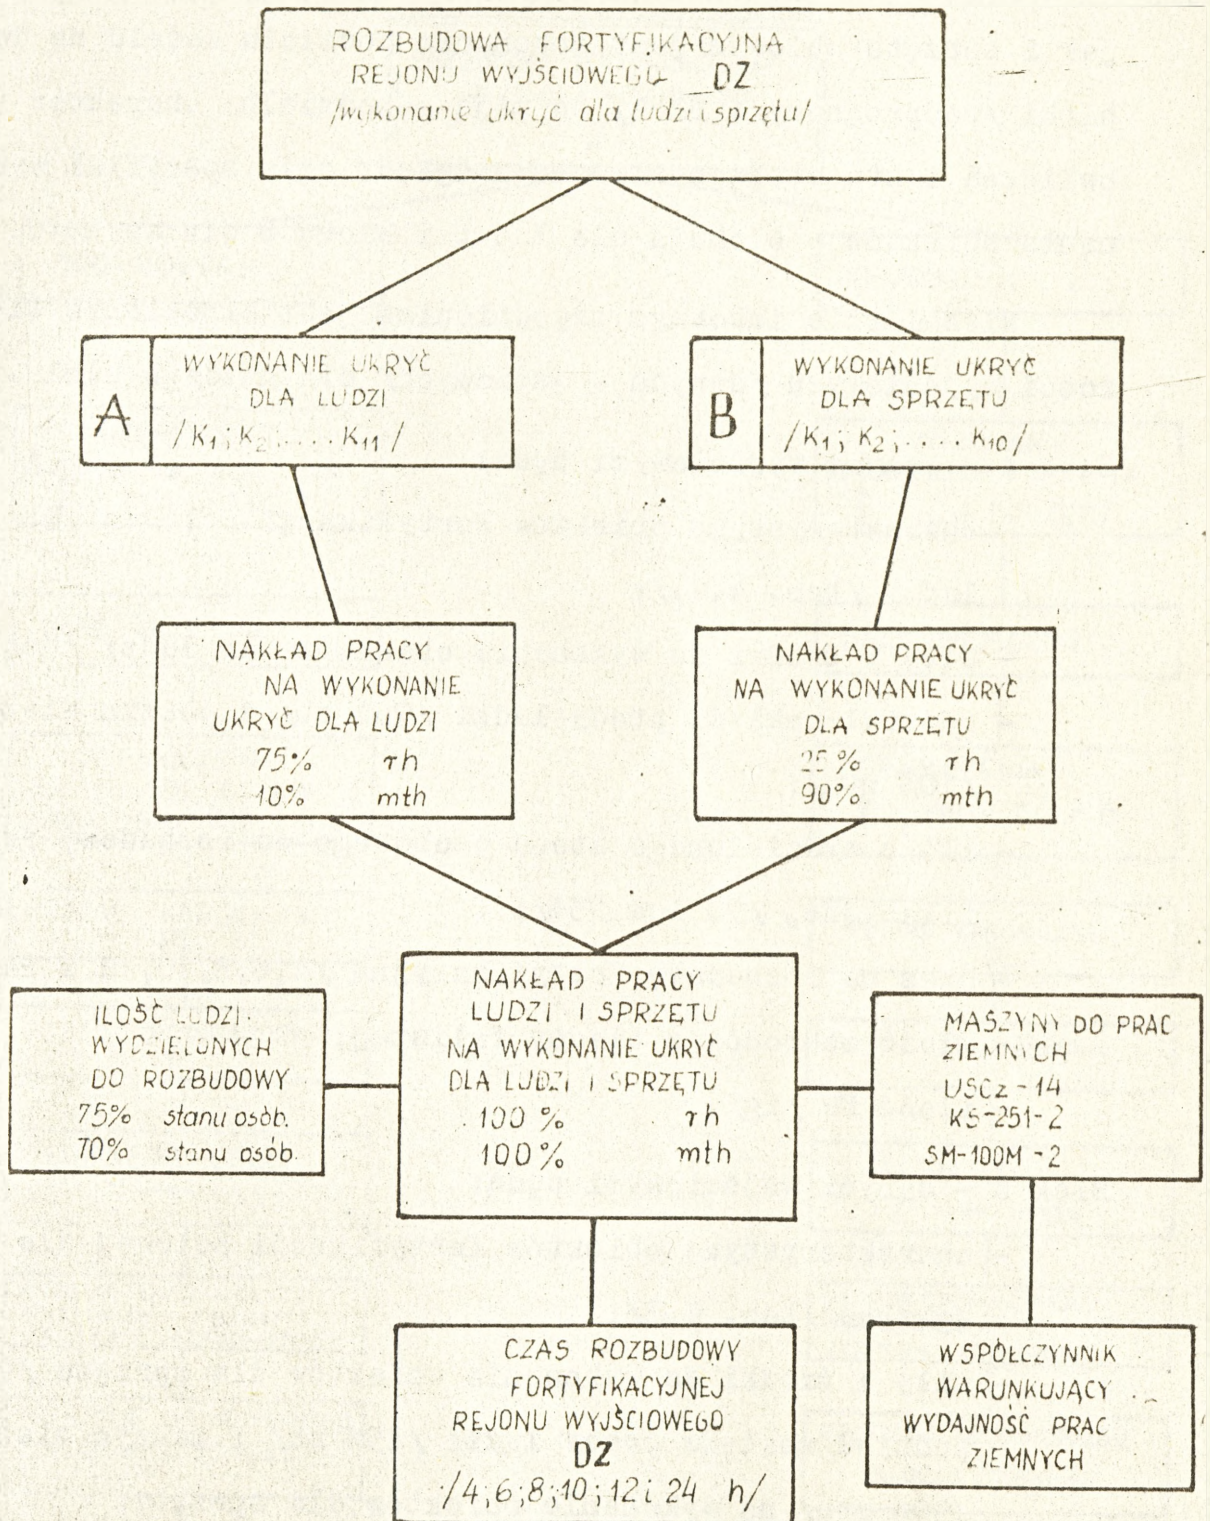 ROZBUDOWA FORTYFIKACYJNA
REJONU WYJŚCIOWEGO DZ
/wykonanie ukryć dla ludzi i sprzętu/
A
WYKONANIE UKRYĆ
DLA LUDZI
/K1; K2; .... K11/
B
WYKONANIE UKRYĆ
DLA SPRZĘTU
/K1; K2; .... K10/
NAKŁAD PRACY
NA WYKONANIE
UKRYĆ DLA LUDZI
75% rh
10% mth
NAKŁAD PRACY
NA WYKONANIE UKRYĆ
DLA SPRZĘTU
25% rh
90% mth
ILOŚĆ LUDZI
WYDZIELONYCH
DO ROZBUDOWY
75% stanu osób.
70% stanu osób.
NAKŁAD PRACY
LUDZI I SPRZĘTU
NA WYKONANIE UKRYĆ
DLA LUDZI I SPRZĘTU
100% rh
100% mth
MASZYNY DO PRAC
ZIEMNYCH
USCz-14
KS-251-2
SM-100M-2
CZAS ROZBUDOWY
FORTYFIKACYJNEJ
REJONU WYJŚCIOWEGO
DZ
/4;6;8;10;12 i 24 h/
WSPÓŁCZYNNIK
WARUNKUJĄCY
WYDAJNOŚĆ PRAC
ZIEMNYCH